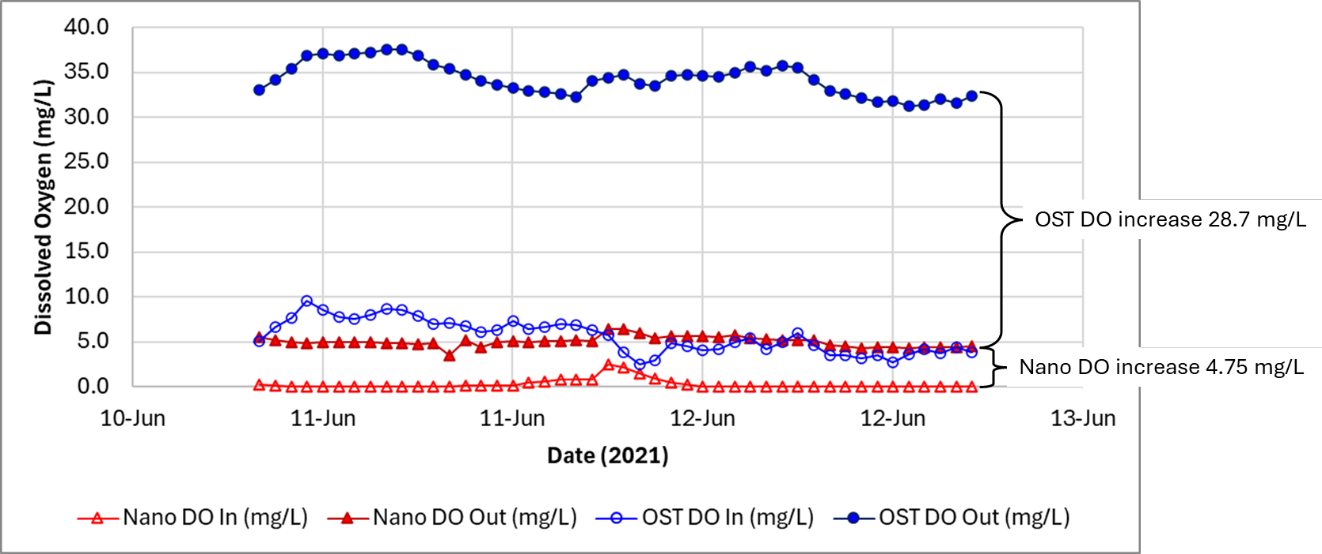 40.0
35.0
30.0
25.0
20.0
15.0
10.0
5.0
0.0
Dissolved Oxygen (mg/L)
10-Jun 11-Jun 11-Jun 12-Jun 12-Jun 13-Jun
Date (2021)
OST DO increase 28.7 mg/L
Nano DO increase 4.75 mg/L
Nano DO In (mg/L) Nano DO Out (mg/L) OST DO In (mg/L) OST DO Out (mg/L)